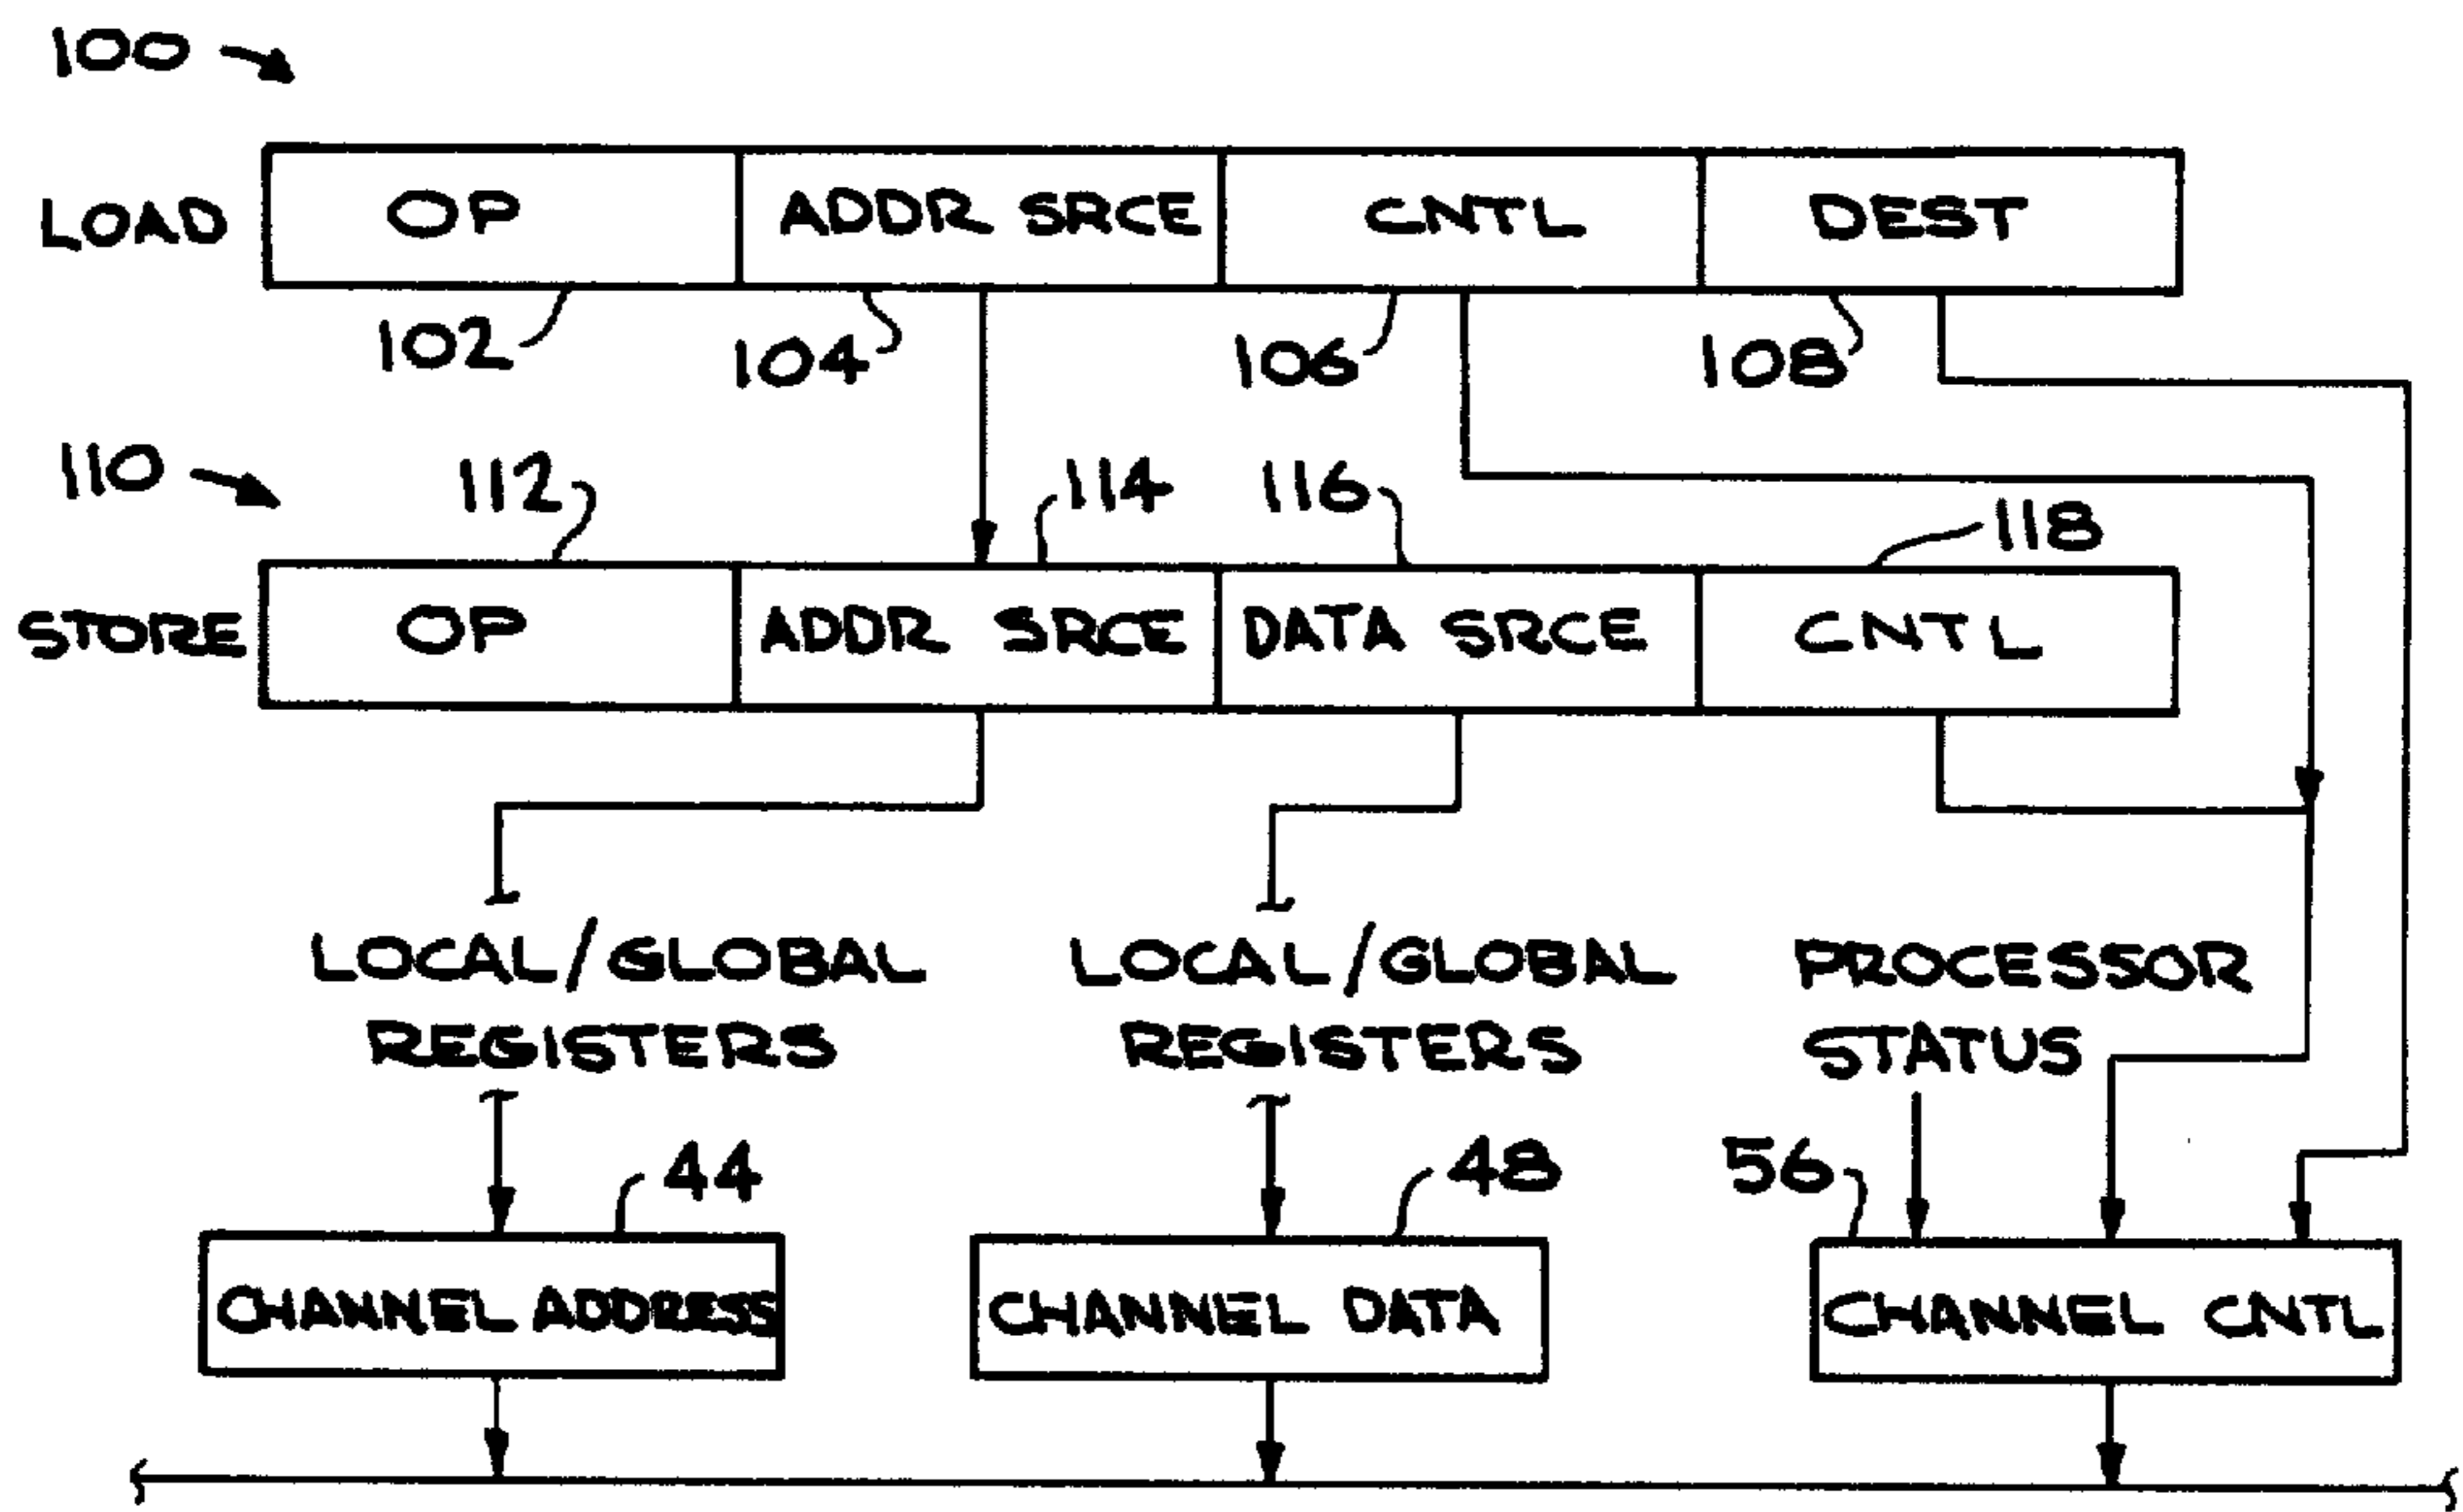 100
LOAD OP ADDR SRCE CNTL DEST
102 104 106 108
110 112 114 116 118
STORE OP ADDR SRCE DATA SRCE CNTL
LOCAL/GLOBAL LOCAL/GLOBAL PROCESSOR
REGISTERS REGISTERS STATUS
44 48 56
CHANNEL ADDRESS CHANNEL DATA CHANNEL CNTL